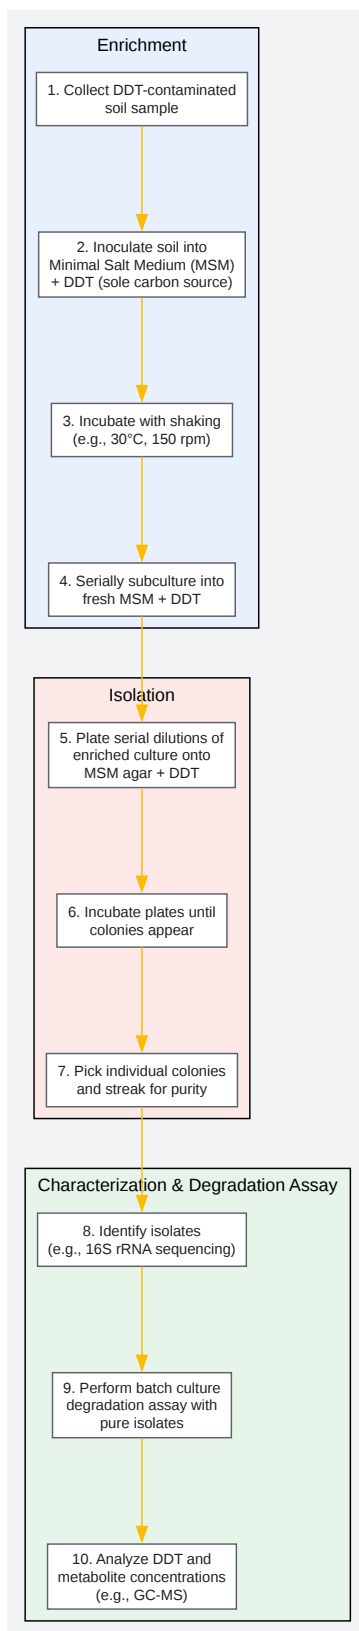 Enrichment
1. Collect DDT-contaminated
soil sample
2. Inoculate soil into
Minimal Salt Medium (MSM)
+ DDT (sole carbon source)
3. Incubate with shaking
(e.g., 30°C, 150 rpm)
4. Serially subculture into
fresh MSM + DDT
Isolation
5. Plate serial dilutions of
enriched culture onto
MSM agar + DDT
6. Incubate plates until
colonies appear
7. Pick individual colonies
and streak for purity
Characterization & Degradation Assay
8. Identify isolates
(e.g., 16S rRNA sequencing)
9. Perform batch culture
degradation assay with
pure isolates
10. Analyze DDT and
metabolite concentrations
(e.g., GC-MS)